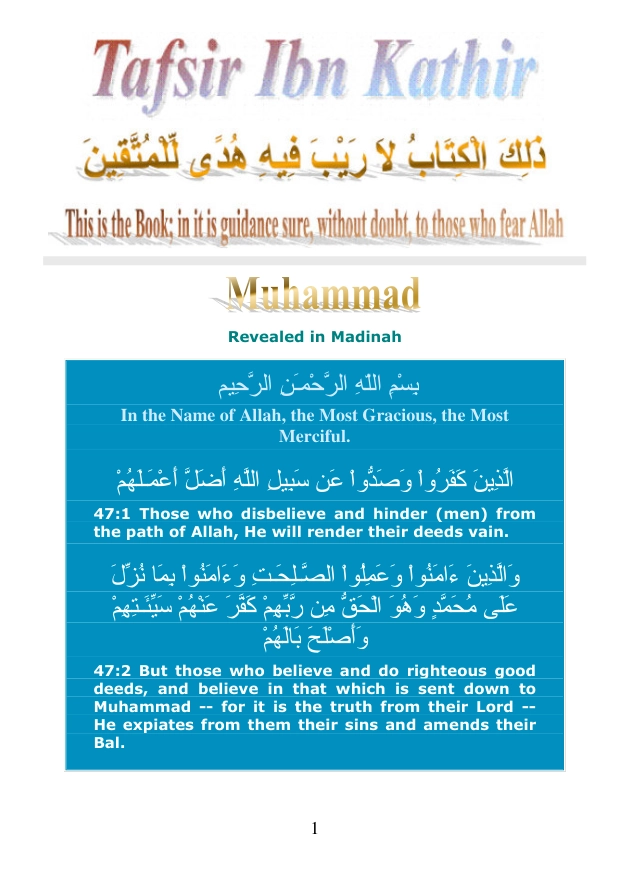 Tafsir Ibn Kathir
ذَلِكَ الْكِتَابُ لاَ رَيْبَ فِيهِ هُدًى لِّلْمُتَّقِينَ
This is the Book; in it is guidance sure, without doubt, to those who fear Allah
Muhammad
Revealed in Madinah
بِسْمِ اللَّهِ الرَّحْمَـنِ الرَّحِيمِ
In the Name of Allah, the Most Gracious, the Most
Merciful.
الَّذِينَ كَفَرُواْ وَصَدُّواْ عَن سَبِيلِ اللَّهِ أَضَلَّ أَعْمَـلَهُمْ
47:1 Those who disbelieve and hinder (men) from
the path of Allah, He will render their deeds vain.
وَالَّذِينَ ءَامَنُواْ وَعَمِلُواْ الصَّـلِحَـتِ وَءَامَنُواْ بِمَا نُزِّلَ
عَلَى مُحَمَّدٍ وَهُوَ الْحَقُّ مِن رَّبِّهِمْ كَفَّرَ عَنْهُمْ سَيِّئَـتِهِمْ
وَأَصْلَحَ بَالَهُمْ
47:2 But those who believe and do righteous good
deeds, and believe in that which is sent down to
Muhammad -- for it is the truth from their Lord --
He expiates from them their sins and amends their
Bal.
1